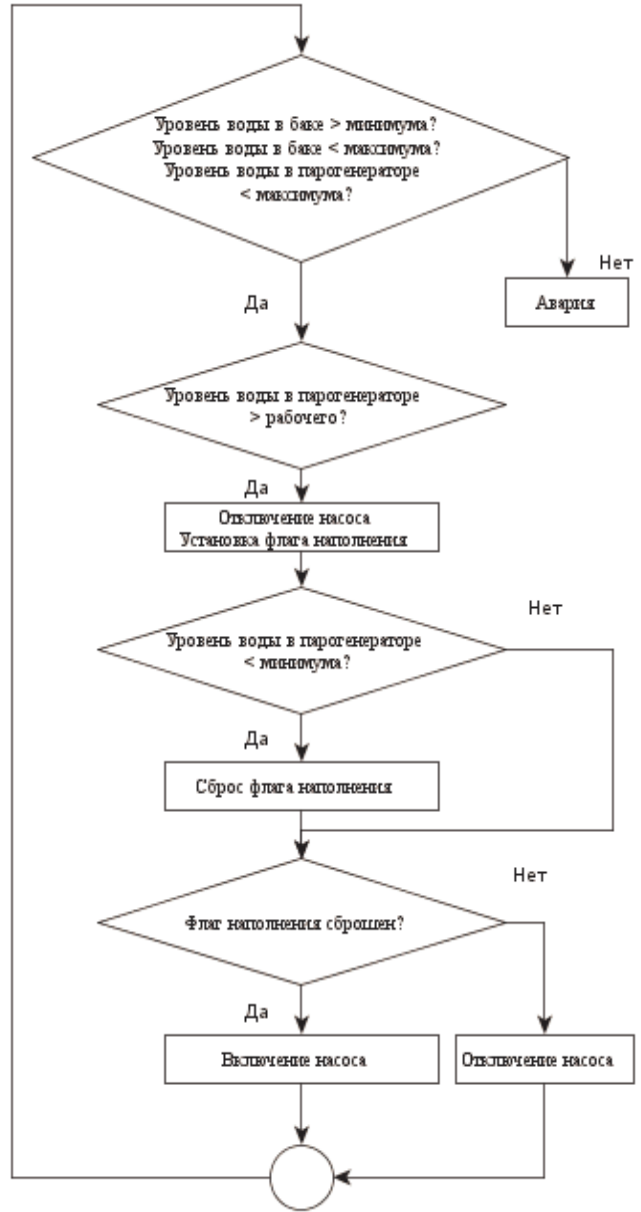 Уровень воды в баке > минимума?
Уровень воды в баке < максимума?
Уровень воды в парогенераторе
< максимума?
Нет
Авария
Да
Уровень воды в парогенераторе
> рабочего?
Да
Отключение насоса
Установка флага наполнения
Нет
Уровень воды в парогенераторе
< минимума?
Да
Сброс флага наполнения
Нет
Флаг наполнения сброшен?
Да
Включение насоса
Отключение насоса